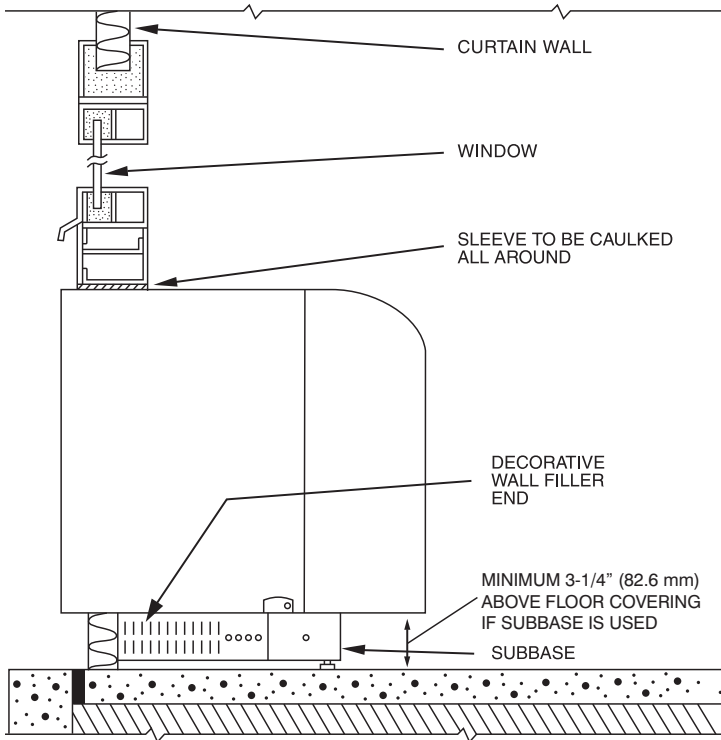 CURTAIN WALL
WINDOW
SLEEVE TO BE CAULKED
ALL AROUND
DECORATIVE
WALL FILLER
END
MINIMUM 3-1/4" (82.6 mm)
ABOVE FLOOR COVERING
IF SUBBASE IS USED
SUBBASE